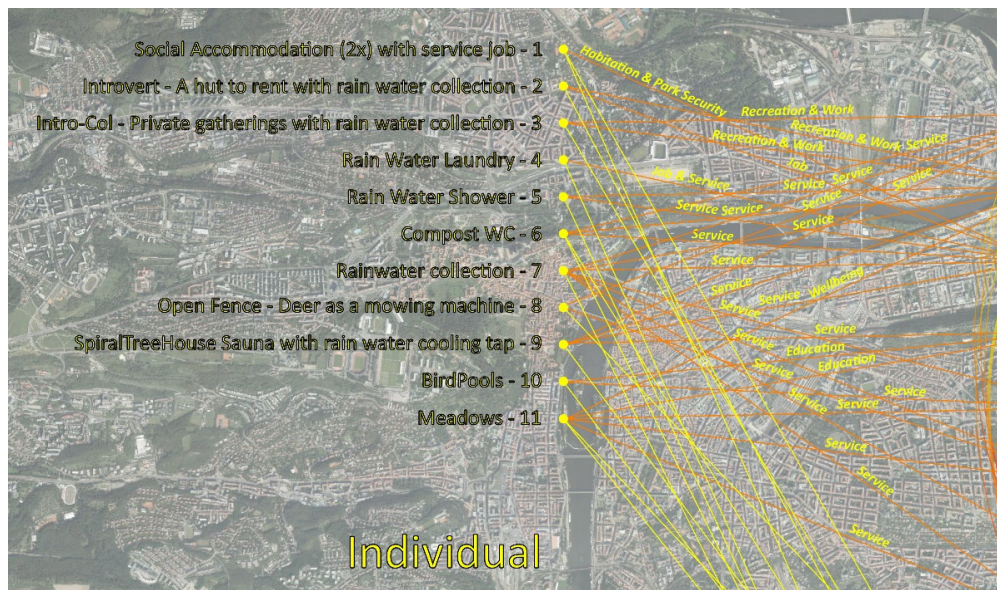 Social Accommodation (2x) with service job - 1
Introvert - A hut to rent with rain water collection - 2
Intro-Col - Private gatherings with rain water collection - 3
Rain Water Laundry - 4
Rain Water Shower - 5
Compost WC - 6
Rainwater collection - 7
Open Fence - Deer as a mowing machine - 8
SpiralTreeHouse Sauna with rain water cooling tap - 9
BirdPools - 10
Meadows - 11
Individual
Habitation & Park Security
Recreation & Work
Recreation & Work Service
Recreation & Work
Job
Job & Service
Service Service
Service
Service Service
Service
Service
Service
Service
Service
Service Wellbeing
Service
Service
Service
Education
Service
Education
Service
Service
Service
Service
Service
Service